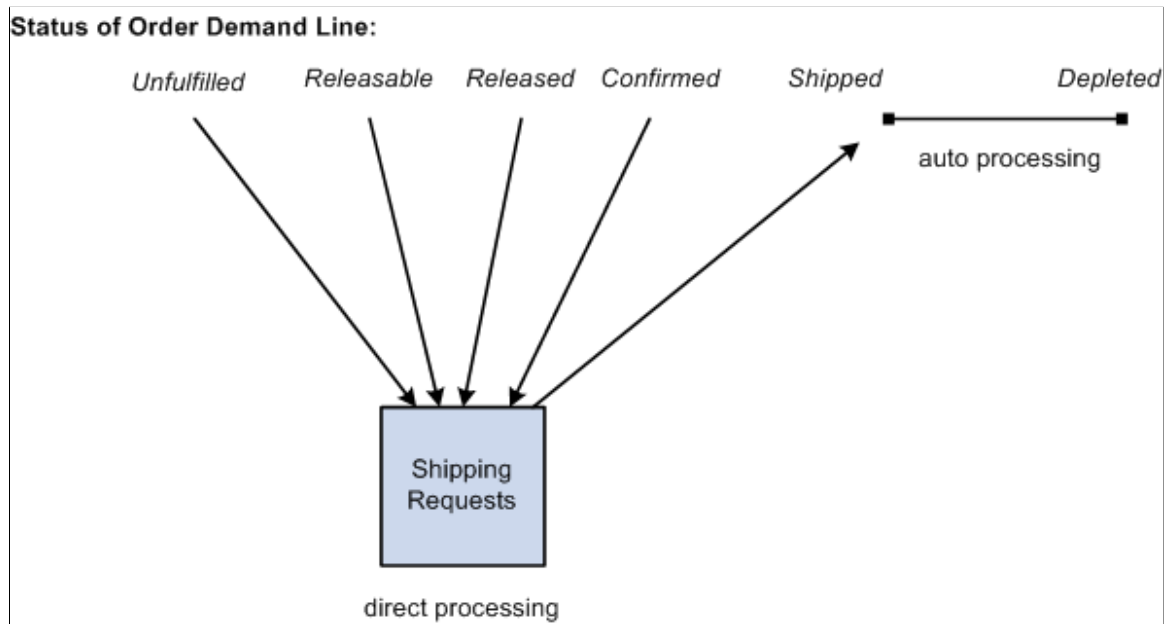 Status of Order Demand Line:
Unfulfilled Releasable Released Confirmed Shipped Depleted
auto processing
Shipping
Requests
direct processing